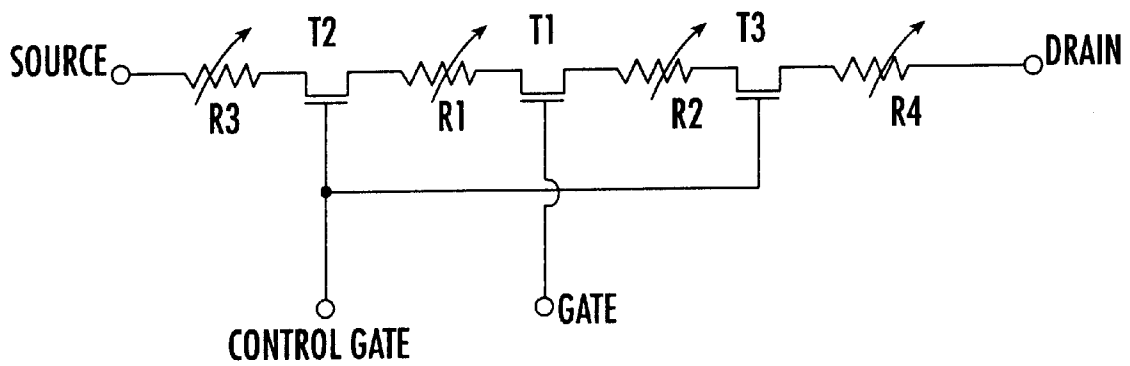 T2
T1
T3
SOURCE
DRAIN
R3
R1
R2
R4
CONTROL GATE
GATE